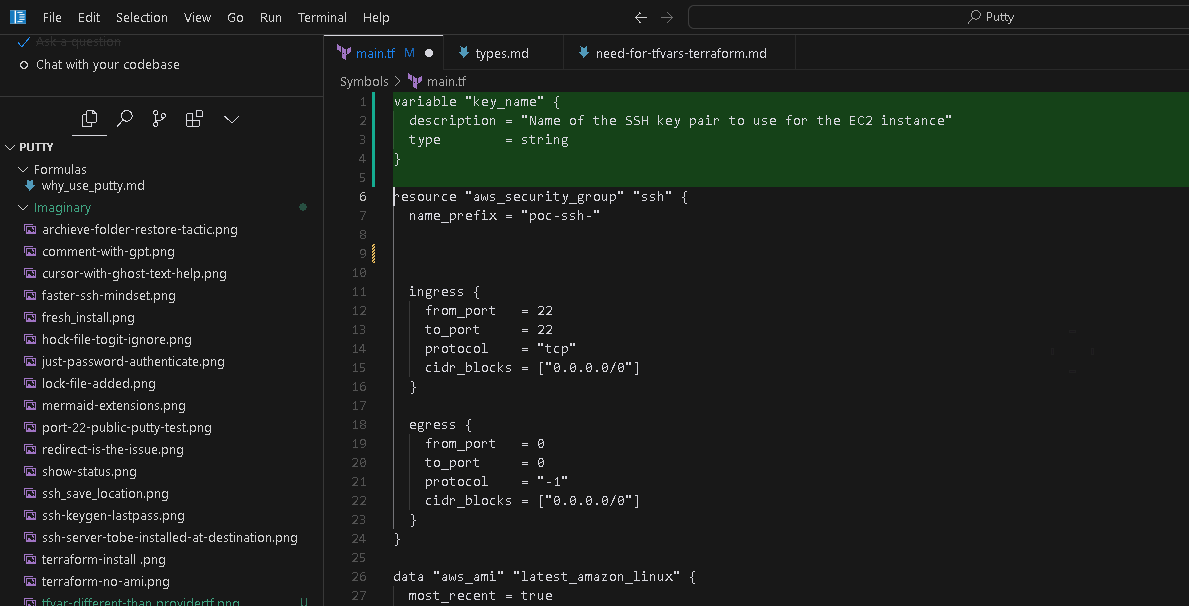 File Edit Selection View Go Run Terminal Help
Putty
Ask a question
Chat with your codebase
PUTTY
Formulas
why_use_putty.md
Imaginary
archieve-folder-restore-tactic.png
comment-with-gpt.png
cursor-with-ghost-text-help.png
faster-ssh-mindset.png
fresh_install.png
hock-file-togit-ignore.png
just-password-authenticate.png
lock-file-added.png
mermaid-extensions.png
port-22-public-putty-test.png
redirect-is-the-issue.png
show-status.png
ssh_save_location.png
ssh-keygen-lastpass.png
ssh-server-tobe-installed-at-destination.png
terraform-install .png
terraform-no-ami.png
tfvar-different-than.providertf.png U
main.tf M types.md need-for-tfvars-terraform.md
Symbols > main.tf
1 variable "key_name" {
2 description = "Name of the SSH key pair to use for the EC2 instance"
3 type = string
4 }
5
6 resource "aws_security_group" "ssh" {
7 name_prefix = "poc-ssh-"
8
9
10
11 ingress {
12 from_port = 22
13 to_port = 22
14 protocol = "tcp"
15 cidr_blocks = ["0.0.0.0/0"]
16 }
17
18 egress {
19 from_port = 0
20 to_port = 0
21 protocol = "-1"
22 cidr_blocks = ["0.0.0.0/0"]
23 }
24 }
25
26 data "aws_ami" "latest_amazon_linux" {
27 most_recent = true